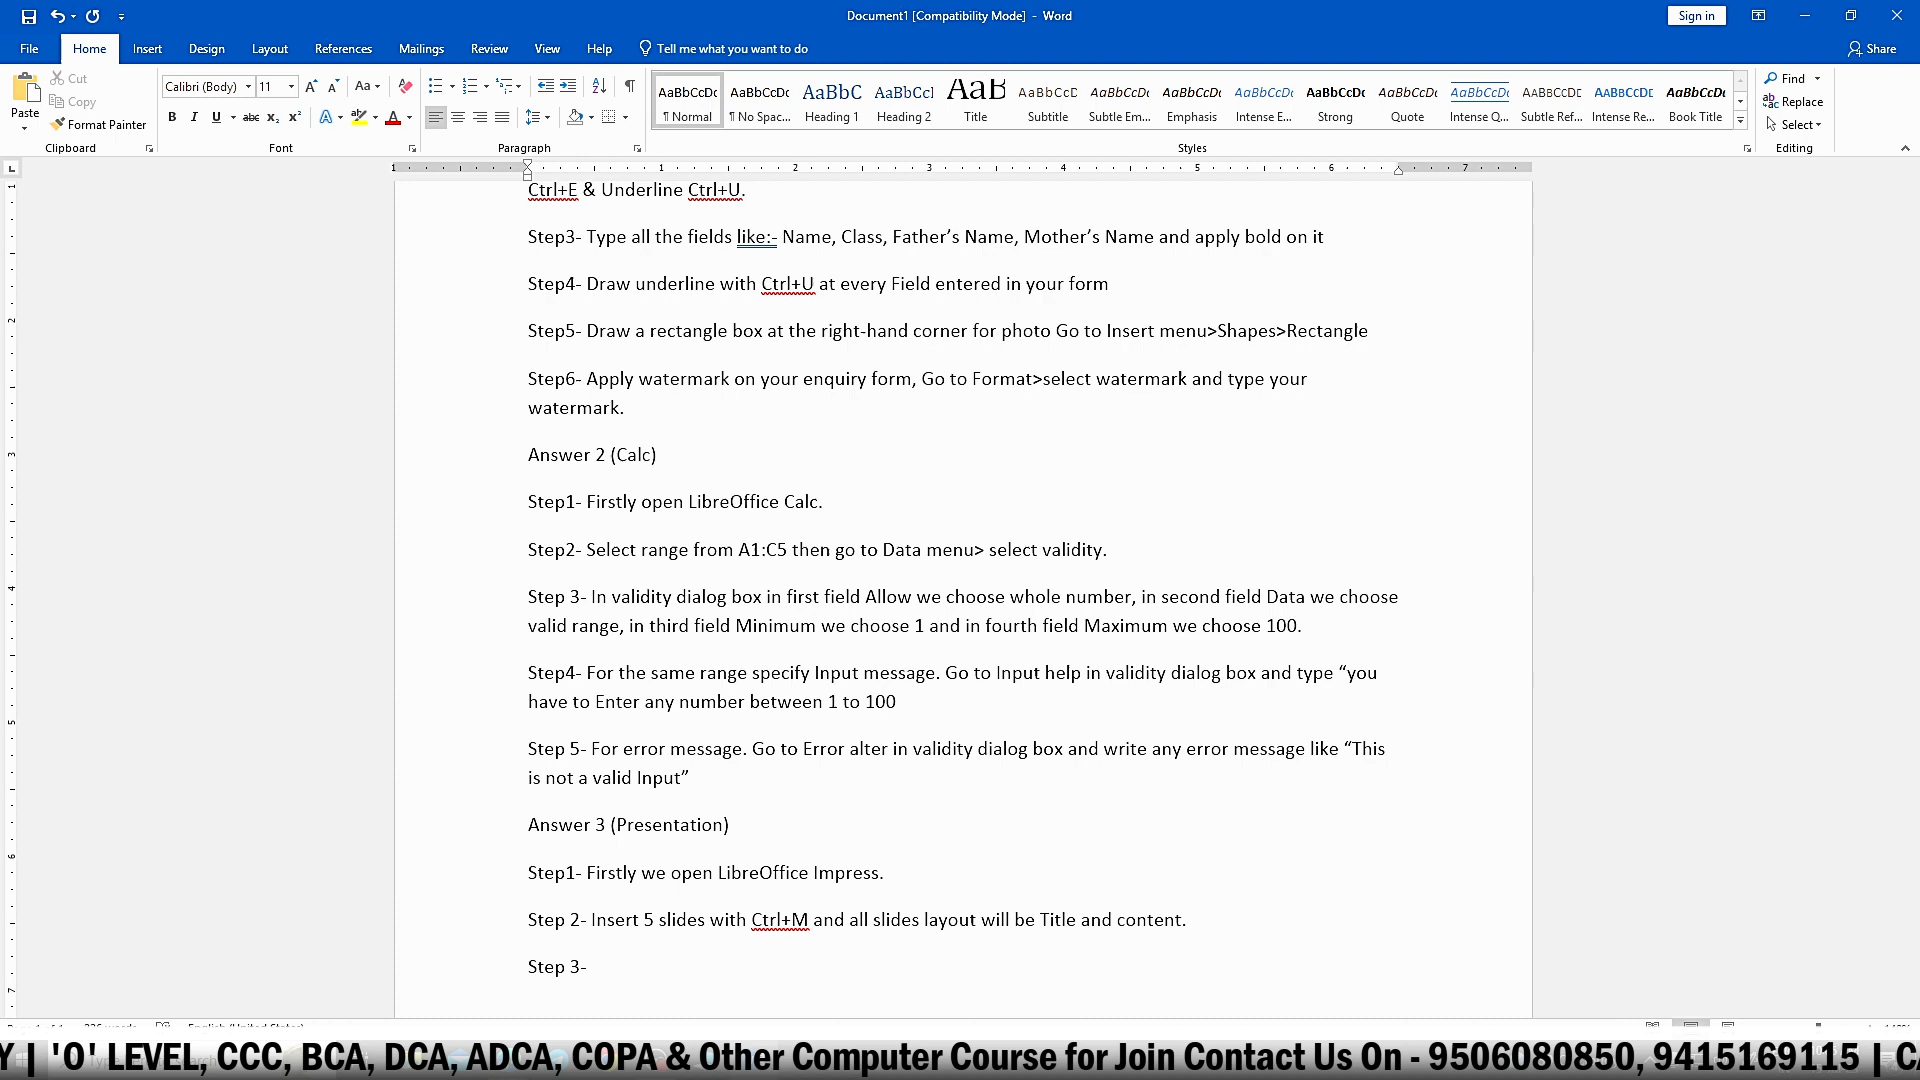 Document1 [Compatibility Mode] - Word
Sign in
File Home Insert Design Layout References Mailings Review View Help Tell me what you want to do
Share
Paste
Cut
Copy
Format Painter
Clipboard
Calibri (Body) 11
Font
Paragraph
AaBbCcDc AaBbCcDc AaBbC AaBbCcI AaB AaBbCcD AaBbCcDc AaBbCcDc AaBbCcDc AaBbCcDc AaBbCcDc AaBbCcDc AABBCCDE AABBCCDE AaBbCcDc
¶ Normal ¶ No Spac... Heading 1 Heading 2 Title Subtitle Subtle Em... Emphasis Intense E... Strong Quote Intense Q... Subtle Ref... Intense Re... Book Title
Styles
Find
Replace
Select
Editing
1 1 2 3 4 5 6 7
Ctrl+E & Underline Ctrl+U.
Step3- Type all the fields like:- Name, Class, Father’s Name, Mother’s Name and apply bold on it
Step4- Draw underline with Ctrl+U at every Field entered in your form
Step5- Draw a rectangle box at the right-hand corner for photo Go to Insert menu>Shapes>Rectangle
Step6- Apply watermark on your enquiry form, Go to Format>select watermark and type your
watermark.
Answer 2 (Calc)
Step1- Firstly open LibreOffice Calc.
Step2- Select range from A1:C5 then go to Data menu> select validity.
Step 3- In validity dialog box in first field Allow we choose whole number, in second field Data we choose
valid range, in third field Minimum we choose 1 and in fourth field Maximum we choose 100.
Step4- For the same range specify Input message. Go to Input help in validity dialog box and type “you
have to Enter any number between 1 to 100
Step 5- For error message. Go to Error alter in validity dialog box and write any error message like “This
is not a valid Input”
Answer 3 (Presentation)
Step1- Firstly we open LibreOffice Impress.
Step 2- Insert 5 slides with Ctrl+M and all slides layout will be Title and content.
Step 3-
Y | 'O' LEVEL, CCC, BCA, DCA, ADCA, COPA & Other Computer Course for Join Contact Us On - 9506080850, 9415169115 |